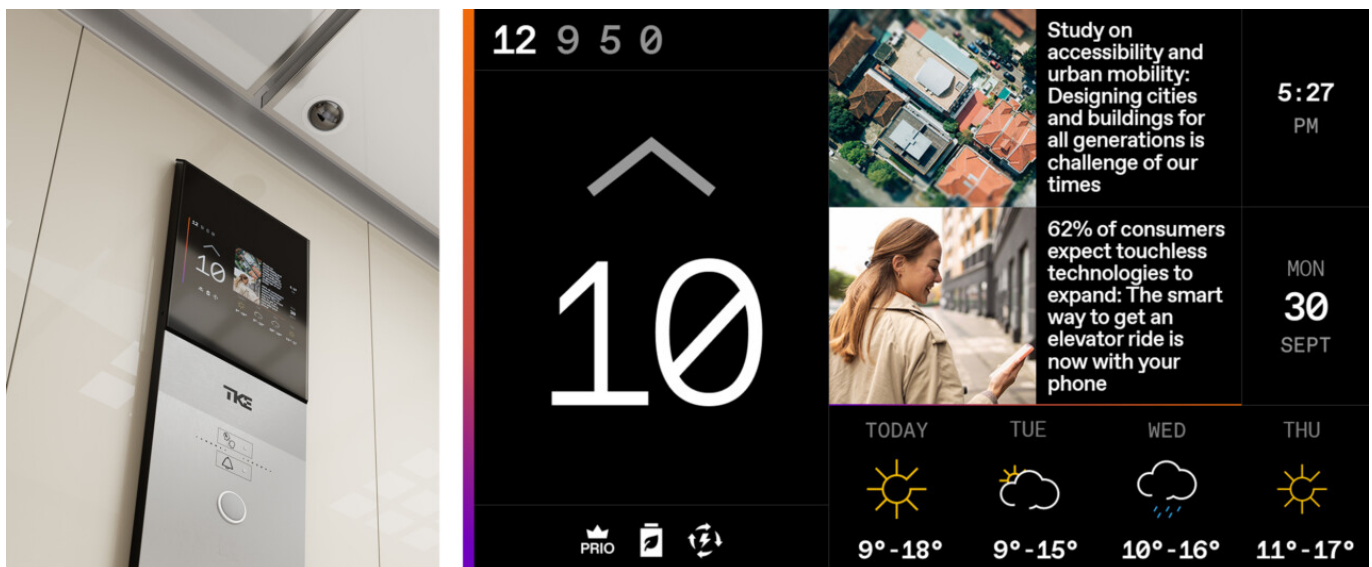 TKE
10
12 9 5 0
10
PRIO
Study on
accessibility and
urban mobility:
Designing cities
and buildings for
all generations is
challenge of our
times
5:27
PM
62% of consumers
expect touchless
technologies to
expand: The smart
way to get an
elevator ride is
now with your
phone
MON
30
SEPT
TODAY
TUE
WED
THU
9°-18°
9°-15°
10°-16°
11°-17°